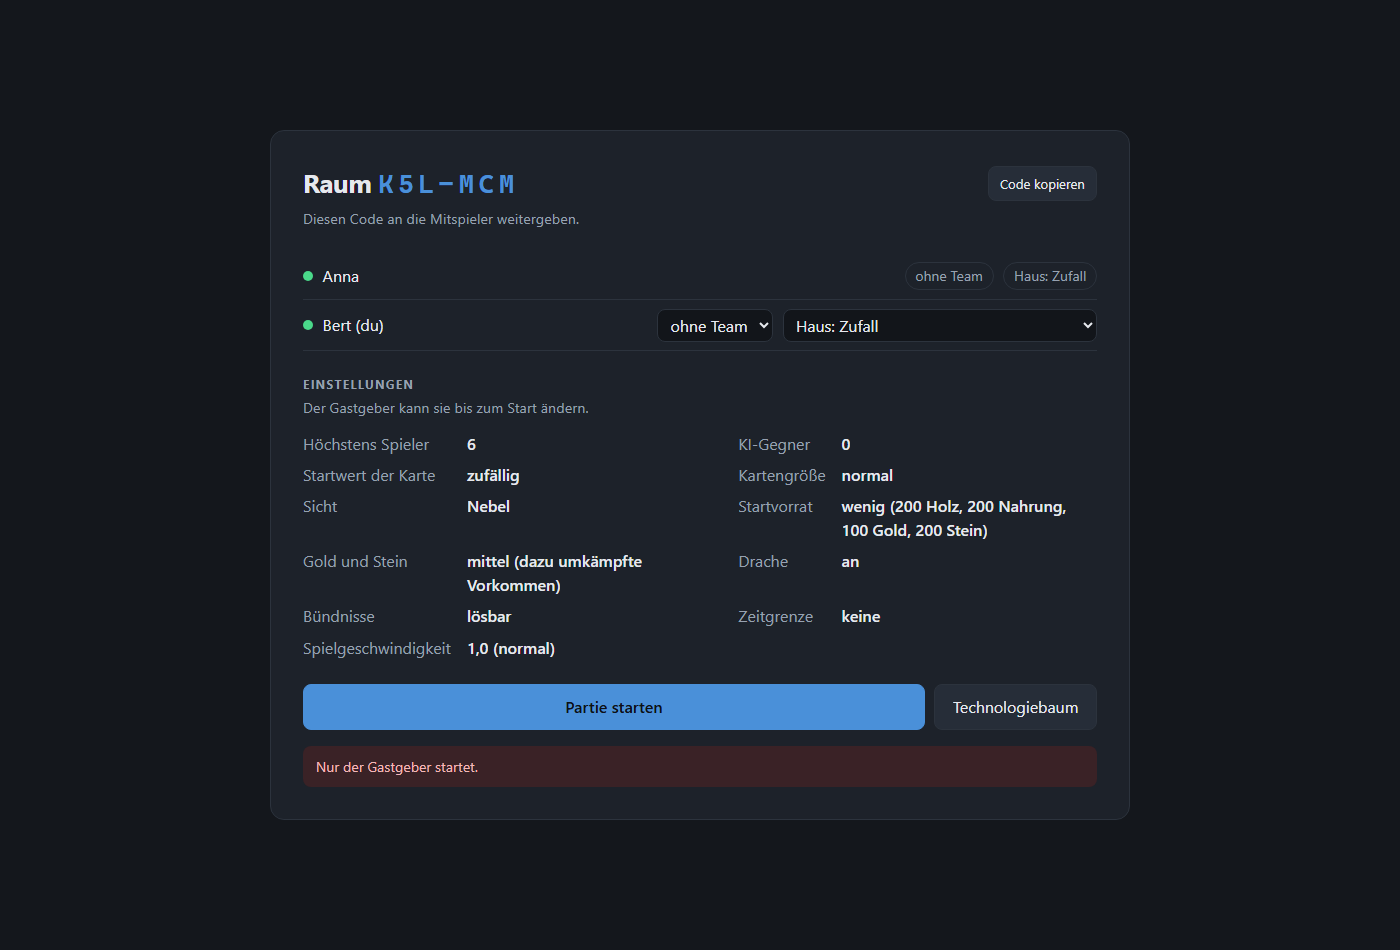 Raum K5L-MCM
Code kopieren
Diesen Code an die Mitspieler weitergeben.
Anna
ohne Team
Haus: Zufall
Bert (du)
ohne Team
Haus: Zufall
EINSTELLUNGEN
Der Gastgeber kann sie bis zum Start ändern.
Höchstens Spieler 6
KI-Gegner 0
Startwert der Karte zufällig
Kartengröße normal
Sicht Nebel
Startvorrat wenig (200 Holz, 200 Nahrung,
100 Gold, 200 Stein)
Gold und Stein mittel (dazu umkämpfte
Vorkommen)
Drache an
Bündnisse lösbar
Zeitgrenze keine
Spielgeschwindigkeit 1,0 (normal)
Partie starten
Technologiebaum
Nur der Gastgeber startet.